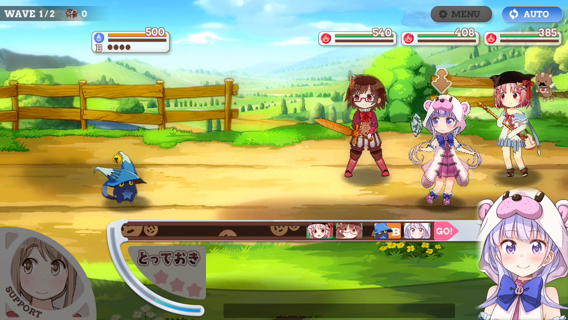 WAVE 1/2 0
MENU
AUTO
500
B
540
408
385
B
GO!
とっておき
SUPPORT